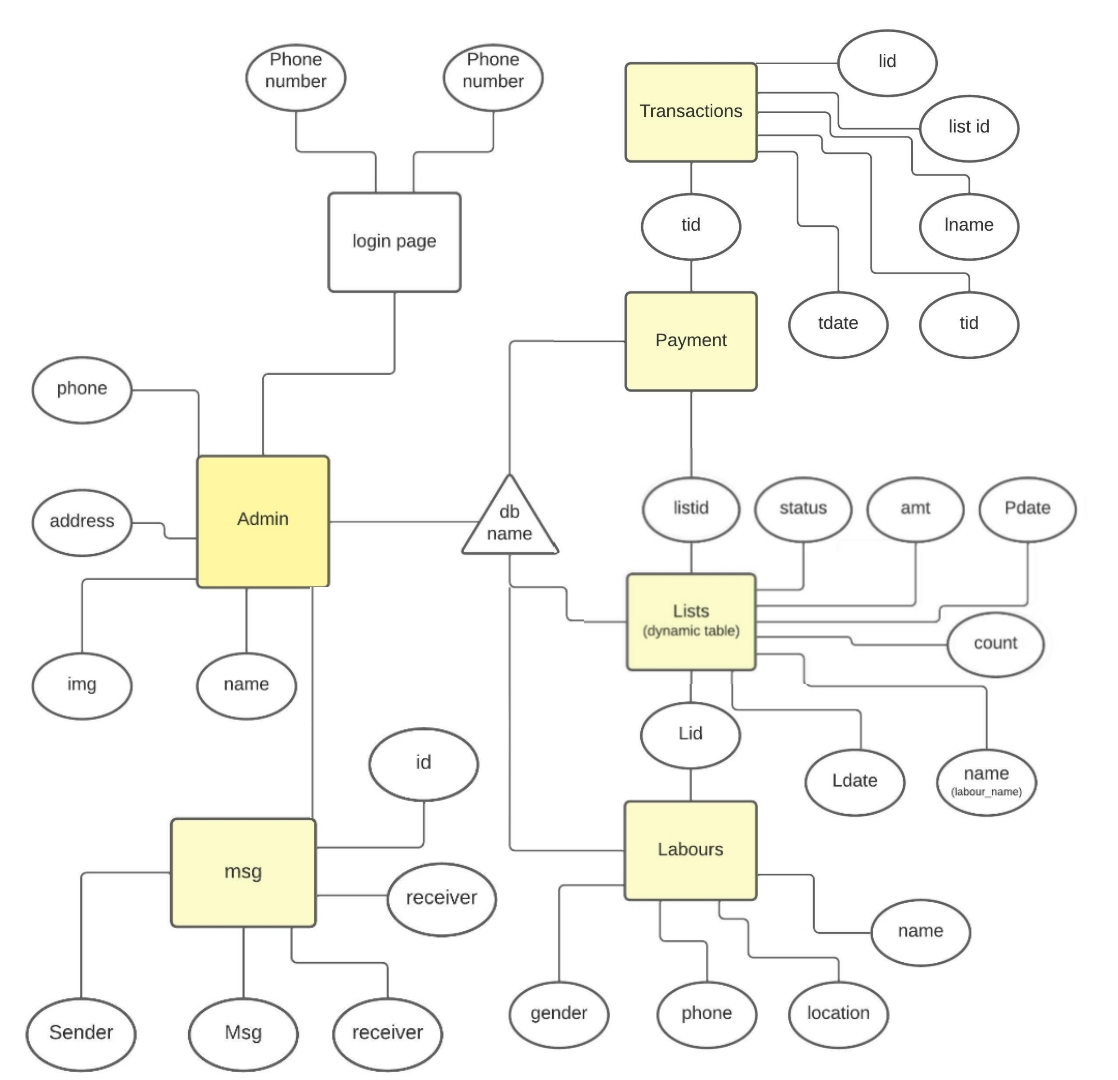 Phone
number
Phone
number
login page
Transactions
lid
list id
lname
tid
tdate
tid
Payment
phone
address
Admin
img
name
db
name
listid
status
amt
Pdate
Lists
(dynamic table)
count
Lid
Ldate
name
(labour_name)
id
msg
receiver
Sender
Msg
receiver
Labours
name
gender
phone
location